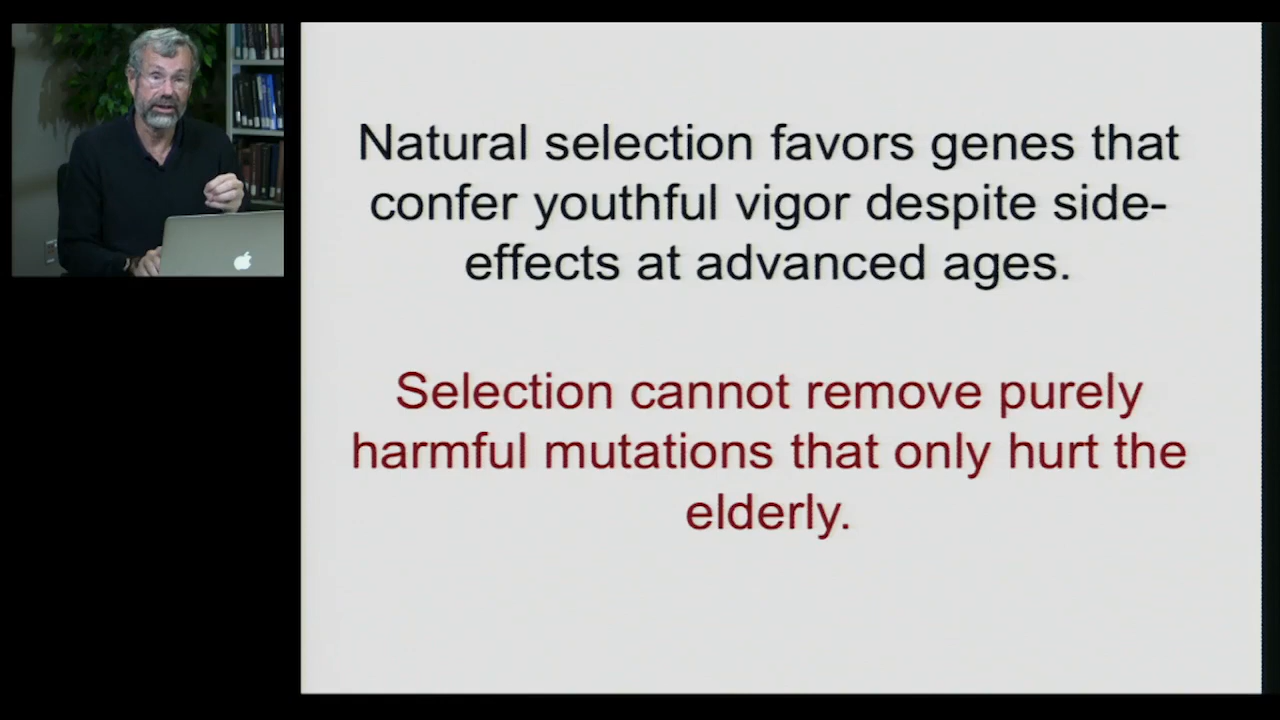 Natural selection favors genes that
confer youthful vigor despite side-
effects at advanced ages.
Selection cannot remove purely
harmful mutations that only hurt the
elderly.